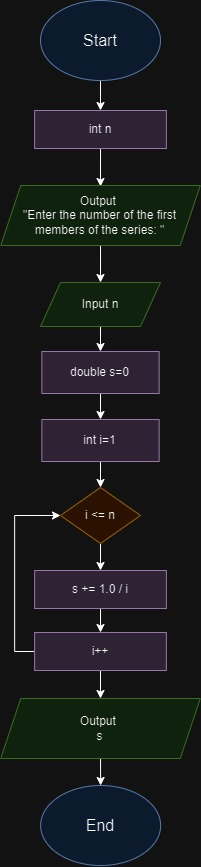 Start
int n
Output
"Enter the number of the first
members of the series: "
Input n
double s=0
int i=1
i <= n
s += 1.0 / i
i++
Output
s
End